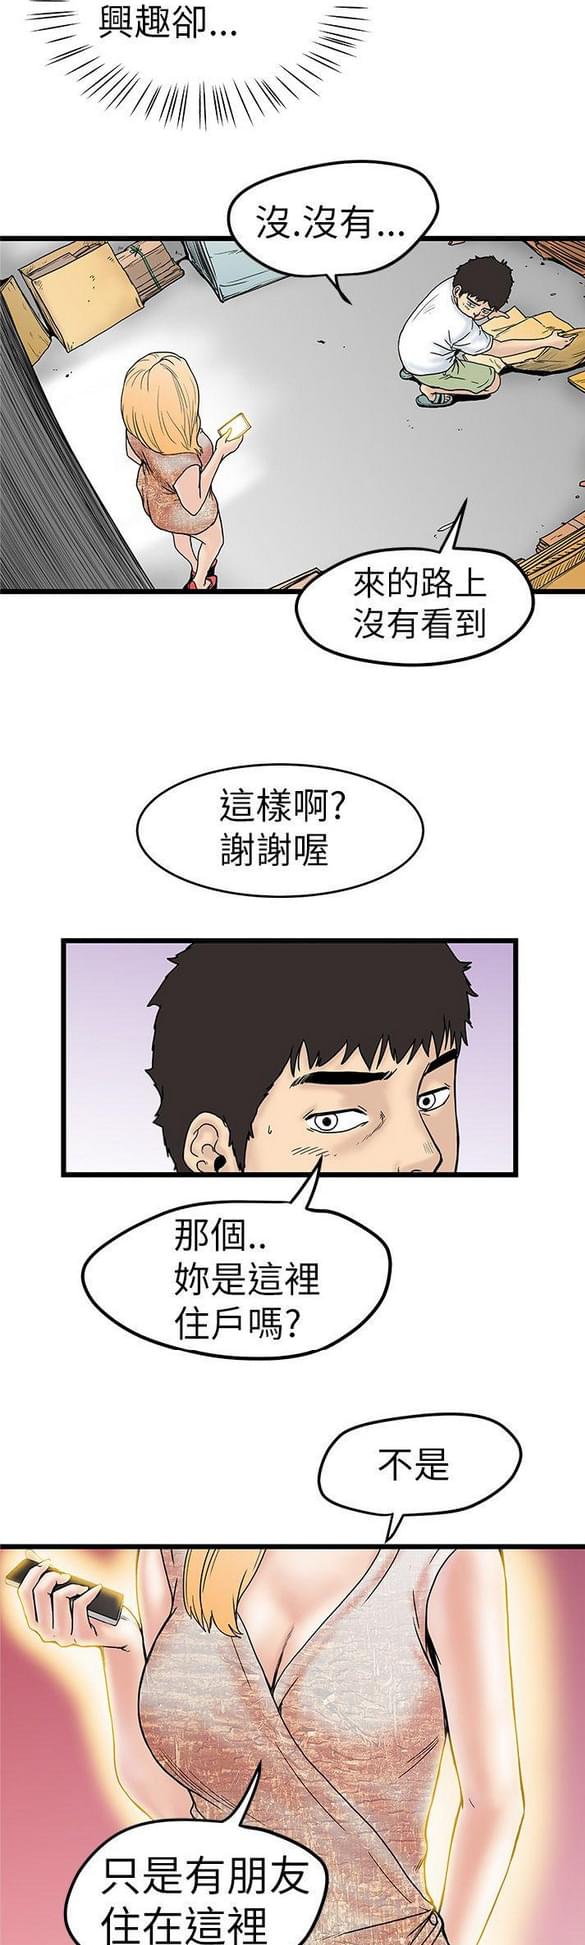 興趣卻...
沒.沒有...
來的路上
沒有看到
這樣啊?
謝謝喔
那個..
妳是這裡
住戶嗎?
不是
只是有朋友
住在這裡